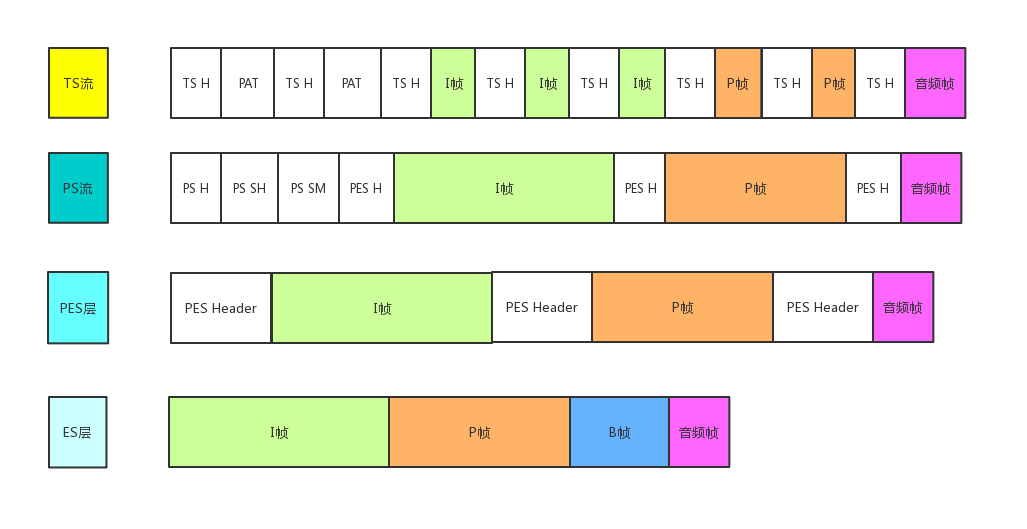 TS流 TS H PAT TS H PAT TS H I帧 TS H I帧 TS H I帧 TS H P帧 TS H P帧 TS H 音频帧
PS流 PS H PS SH PS SM PES H I帧 PES H P帧 PES H 音频帧
PES层 PES Header I帧 PES Header P帧 PES Header 音频帧
ES层 I帧 P帧 B帧 音频帧